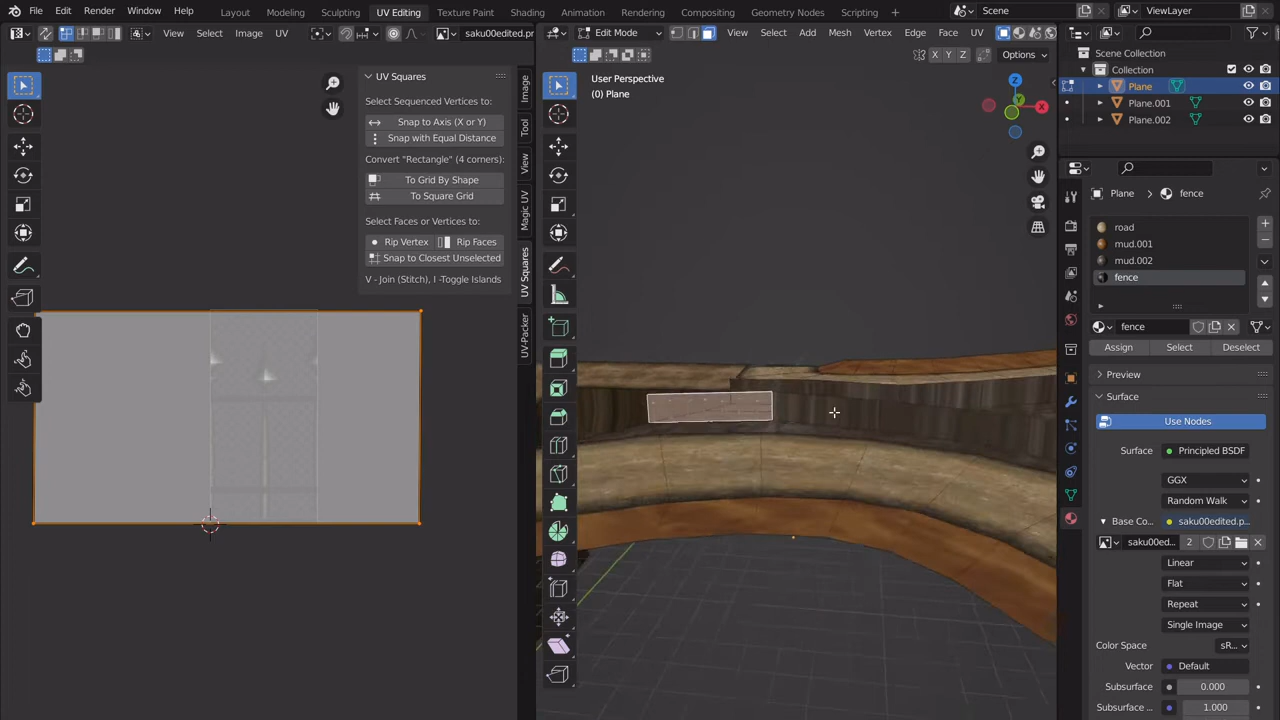 File Edit Render Window Help Layout Modeling Sculpting UV Editing Texture Paint Shading Animation Rendering Compositing Geometry Nodes Scripting + Scene ViewLayer
View Select Image UV saku00edited.pr Edit Mode View Select Add Mesh Vertex Edge Face UV
X Y Z Options
UV Squares
Select Sequenced Vertices to:
Snap to Axis (X or Y)
Snap with Equal Distance
Convert "Rectangle" (4 corners):
To Grid By Shape
To Square Grid
Select Faces or Vertices to:
Rip Vertex Rip Faces
Snap to Closest Unselected
V - Join (Stitch), I -Toggle Islands
Image
Tool
View
Magic UV
UV Squares
UV-Packer
User Perspective
(0) Plane
Z
Y
X
Scene Collection
Collection
Plane
Plane.001
Plane.002
Plane > fence
road
mud.001
mud.002
fence
fence
Assign Select Deselect
Preview
Surface
Use Nodes
Surface Principled BSDF
GGX
Random Walk
Base Co... saku00edited.p...
saku00ed... 2
Linear
Flat
Repeat
Single Image
Color Space sR...
Vector Default
Subsurface 0.000
Subsurface ... 1.000